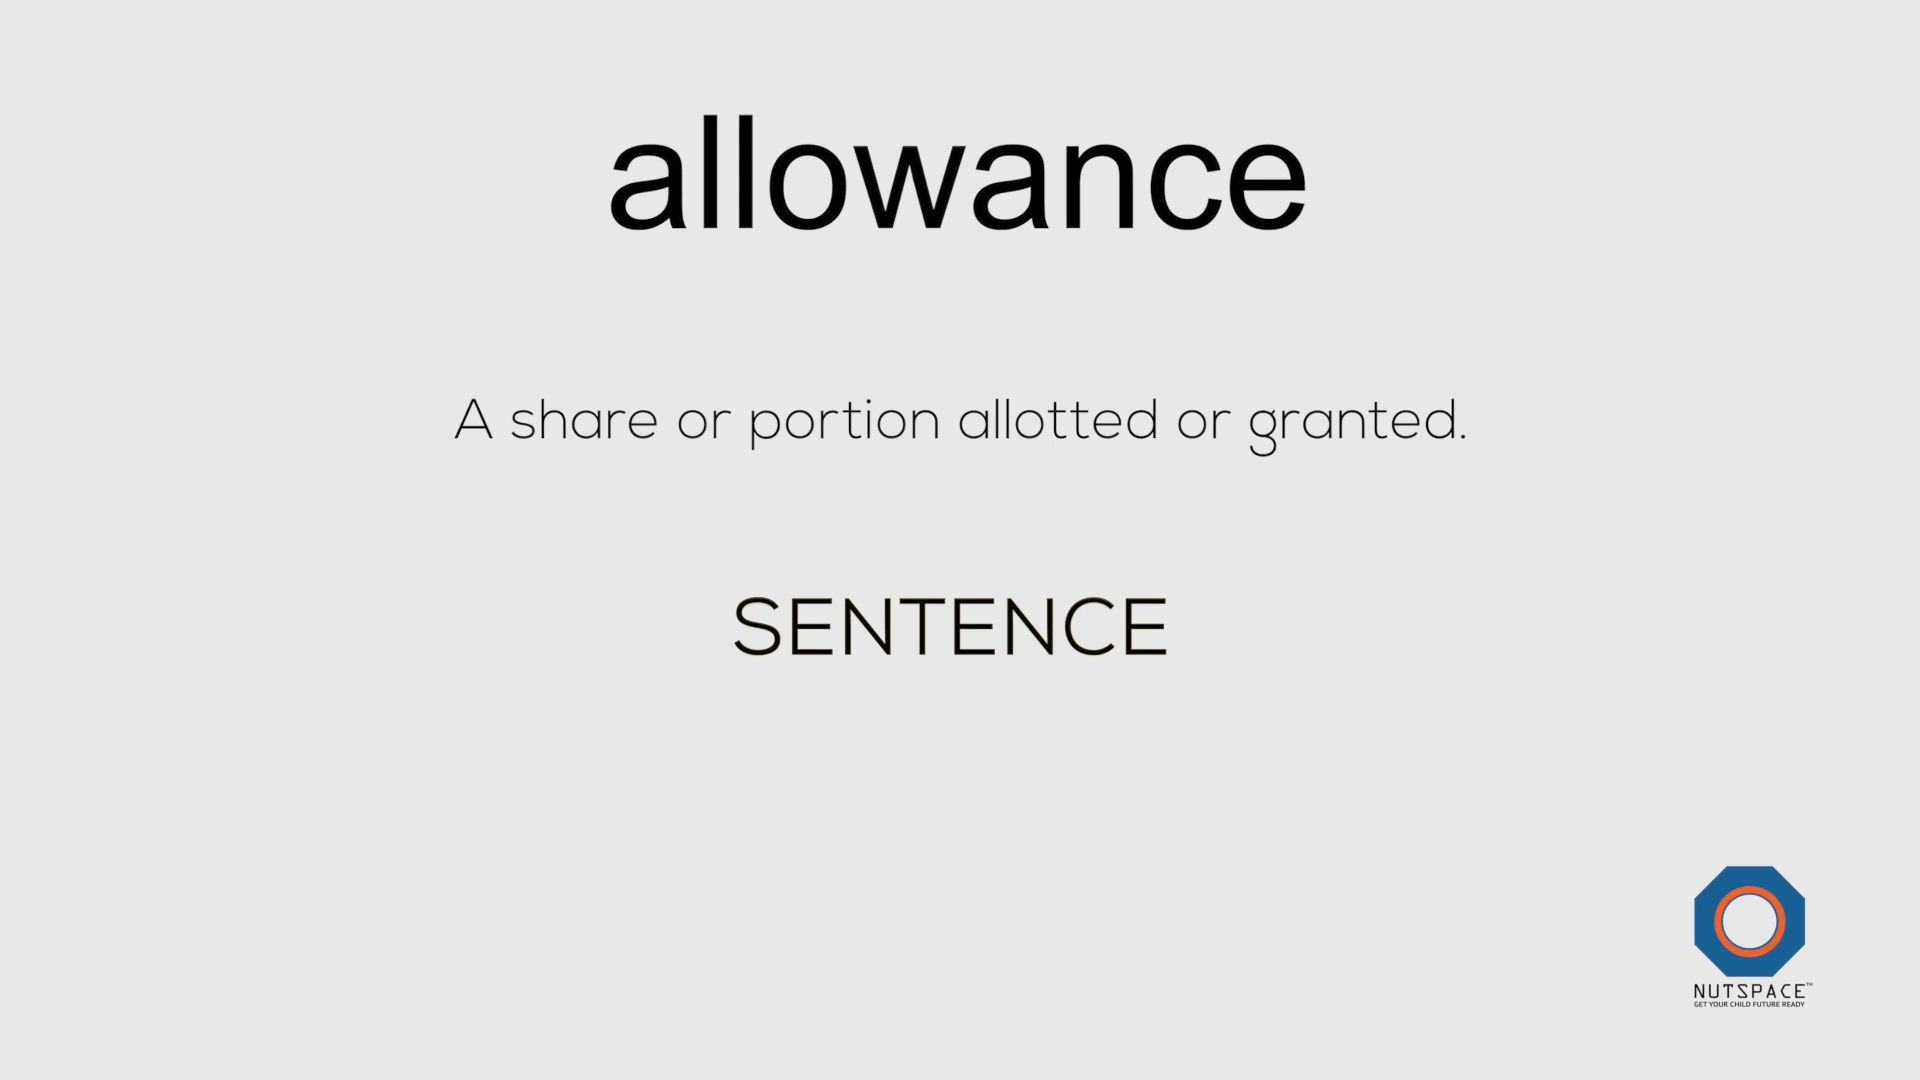 allowance
A share or portion allotted or granted.
SENTENCE
NUTSPACE™
GET YOUR CHILD FUTURE READY